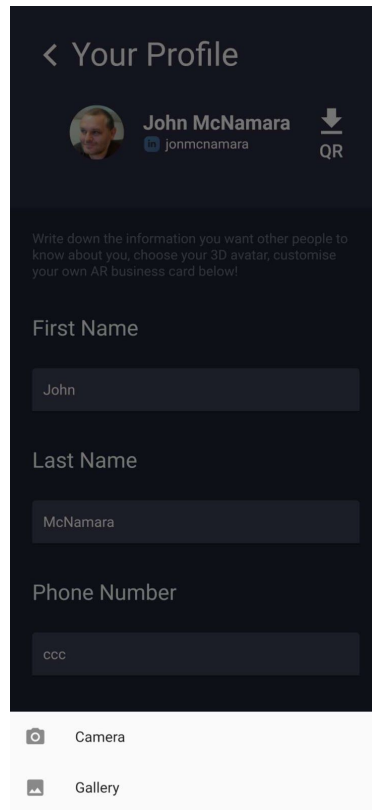 Your Profile
John McNamara
in jonmcnamara
QR
Write down the information you want other people to
know about you, choose your 3D avatar, customise
your own AR business card below!
First Name
John
Last Name
McNamara
Phone Number
ccc
Camera
Gallery